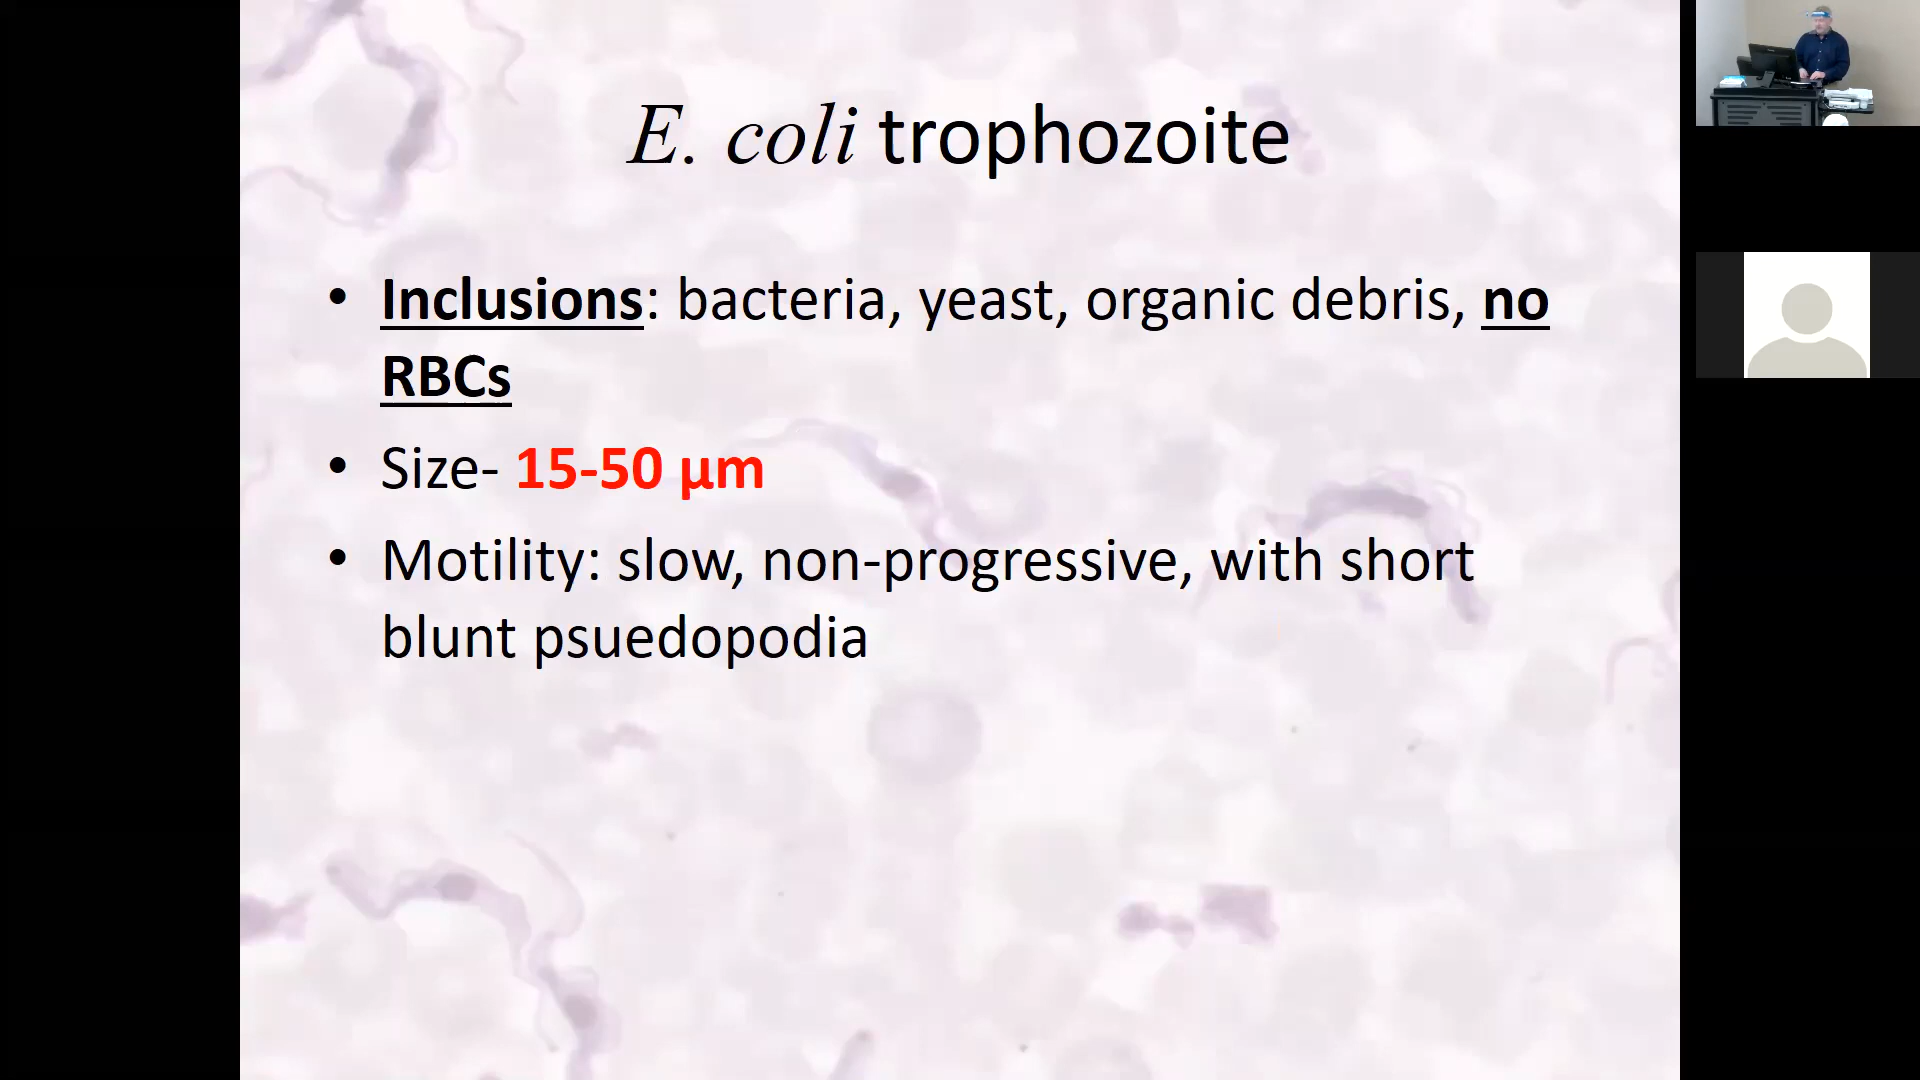 E. coli trophozoite
• Inclusions: bacteria, yeast, organic debris, no
RBCs
• Size- 15-50 µm
• Motility: slow, non-progressive, with short
blunt psuedopodia